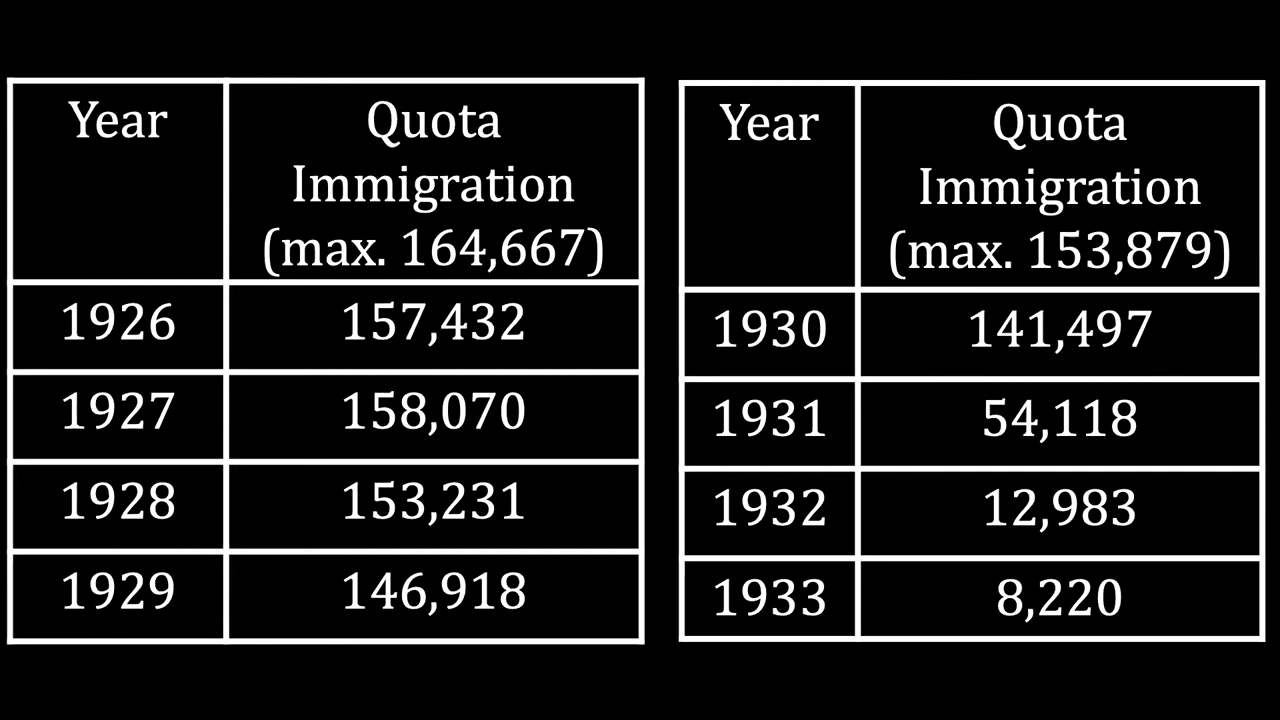 Year
Quota
Immigration
(max. 164,667)
1926
157,432
1927
158,070
1928
153,231
1929
146,918
Year
Quota
Immigration
(max. 153,879)
1930
141,497
1931
54,118
1932
12,983
1933
8,220